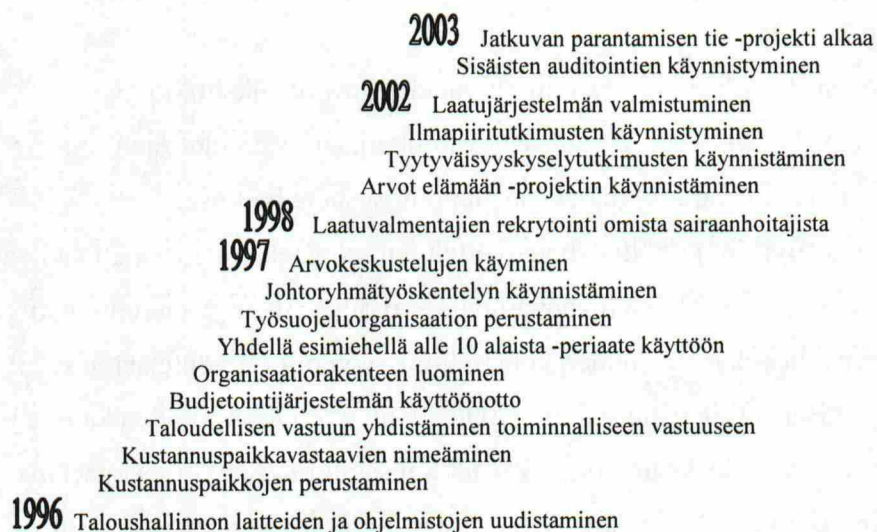 2003 Jatkuvan parantamisen tie -projekti alkaa
Sisäisten auditointien käynnistyminen
2002 Laatujärjestelmän valmistuminen
Ilmapiiritutkimusten käynnistyminen
Tyytyväisyyskyselytutkimusten käynnistäminen
Arvot elämään -projektin käynnistäminen
1998 Laatuvalmentajien rekrytointi omista sairaanhoitajista
1997 Arvokeskustelujen käyminen
Johtoryhmätyöskentelyn käynnistäminen
Työsuojeluorganisaation perustaminen
Yhdellä esimiehellä alle 10 alaista -periaate käyttöön
Organisaatiorakenteen luominen
Budjetointijärjestelmän käyttöönotto
Taloudellisen vastuun yhdistäminen toiminnalliseen vastuuseen
Kustannuspaikkavastaavien nimeäminen
Kustannuspaikkojen perustaminen
1996 Taloushallinnon laitteiden ja ohjelmistojen uudistaminen